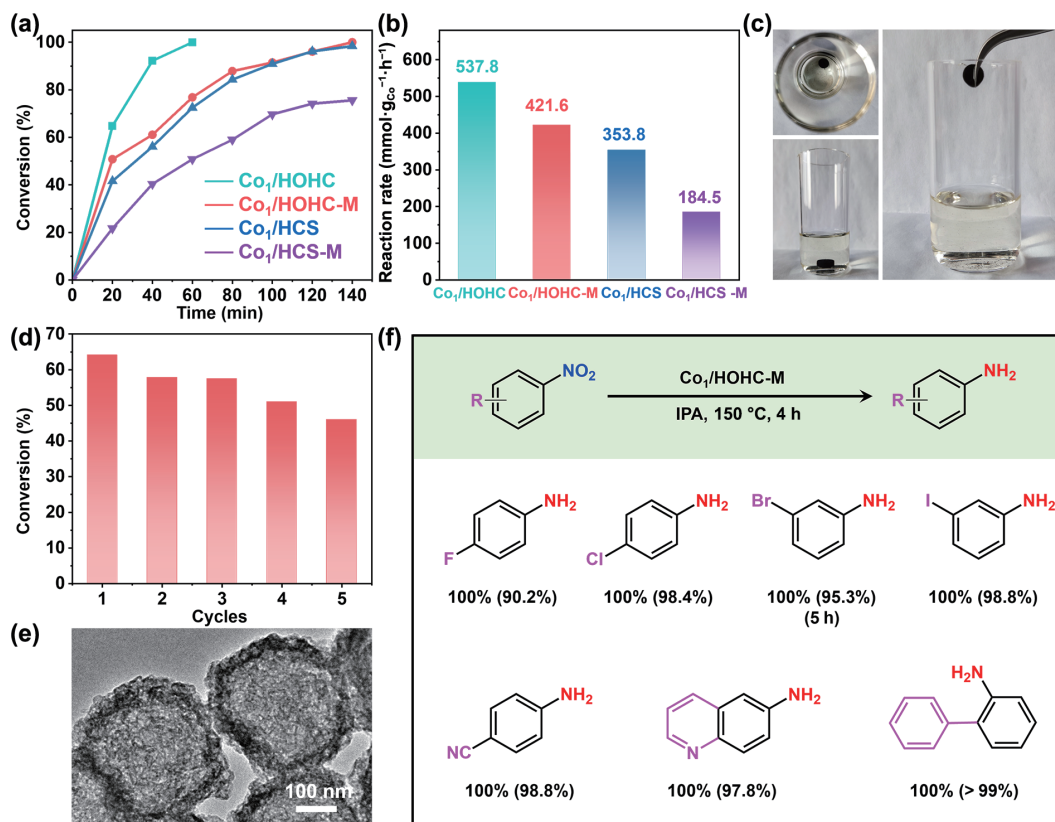 (a)
Conversion (%)
100
80
60
40
20
0
Co₁/HOHC
Co₁/HOHC-M
Co₁/HCS
Co₁/HCS-M
0 20 40 60 80 100 120 140
Time (min)
(b)
Reaction rate (mmol·gCo⁻¹·h⁻¹)
600
500
400
300
200
100
0
537.8
421.6
353.8
184.5
Co₁/HOHC Co₁/HOHC-M Co₁/HCS Co₁/HCS -M
(c)
(d)
Conversion (%)
70
60
50
40
30
20
10
0
1 2 3 4 5
Cycles
(e)
100 nm
(f)
R
NO₂
Co₁/HOHC-M
IPA, 150 °C, 4 h
R
NH₂
NH₂
F
100% (90.2%)
NH₂
Cl
100% (98.4%)
Br
NH₂
100% (95.3%)
(5 h)
I
NH₂
100% (98.8%)
NH₂
NC
100% (98.8%)
NH₂
N
100% (97.8%)
H₂N
100% (> 99%)